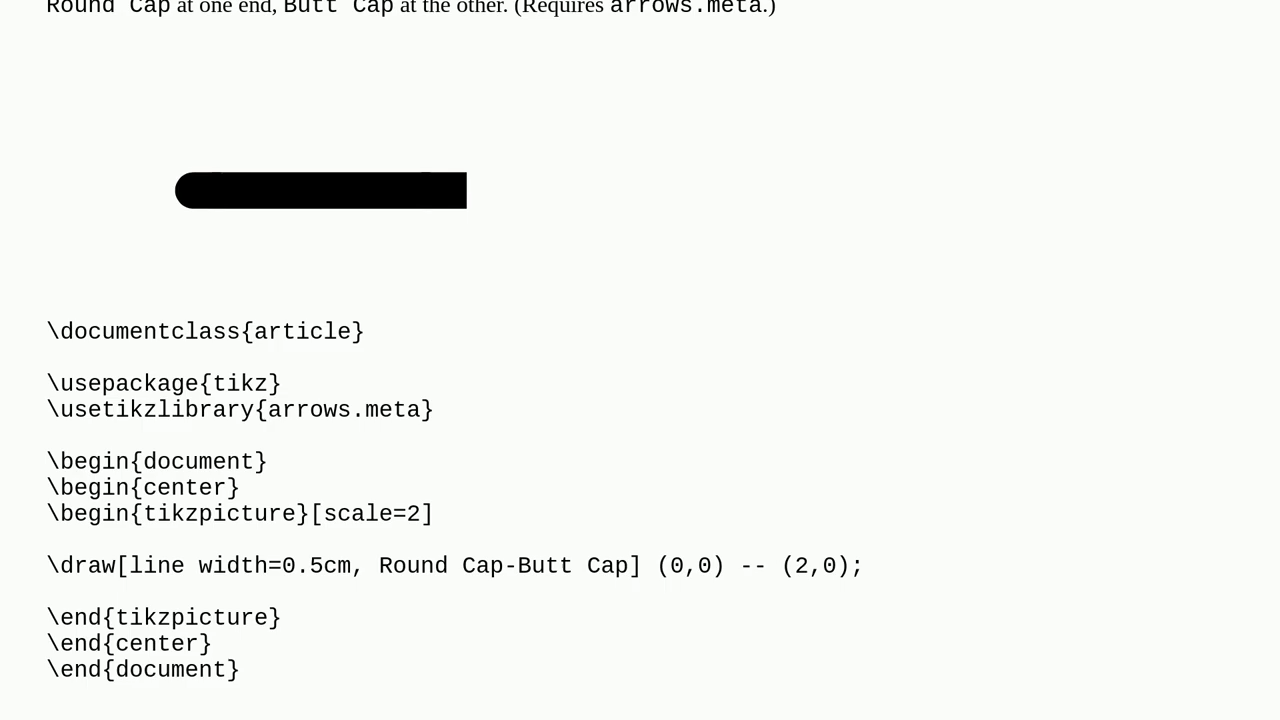 Round Cap at one end, Butt Cap at the other. (Requires arrows.meta.)
\documentclass{article}
\usepackage{tikz}
\usetikzlibrary{arrows.meta}
\begin{document}
\begin{center}
\begin{tikzpicture}[scale=2]
\draw[line width=0.5cm, Round Cap-Butt Cap] (0,0) -- (2,0);
\end{tikzpicture}
\end{center}
\end{document}